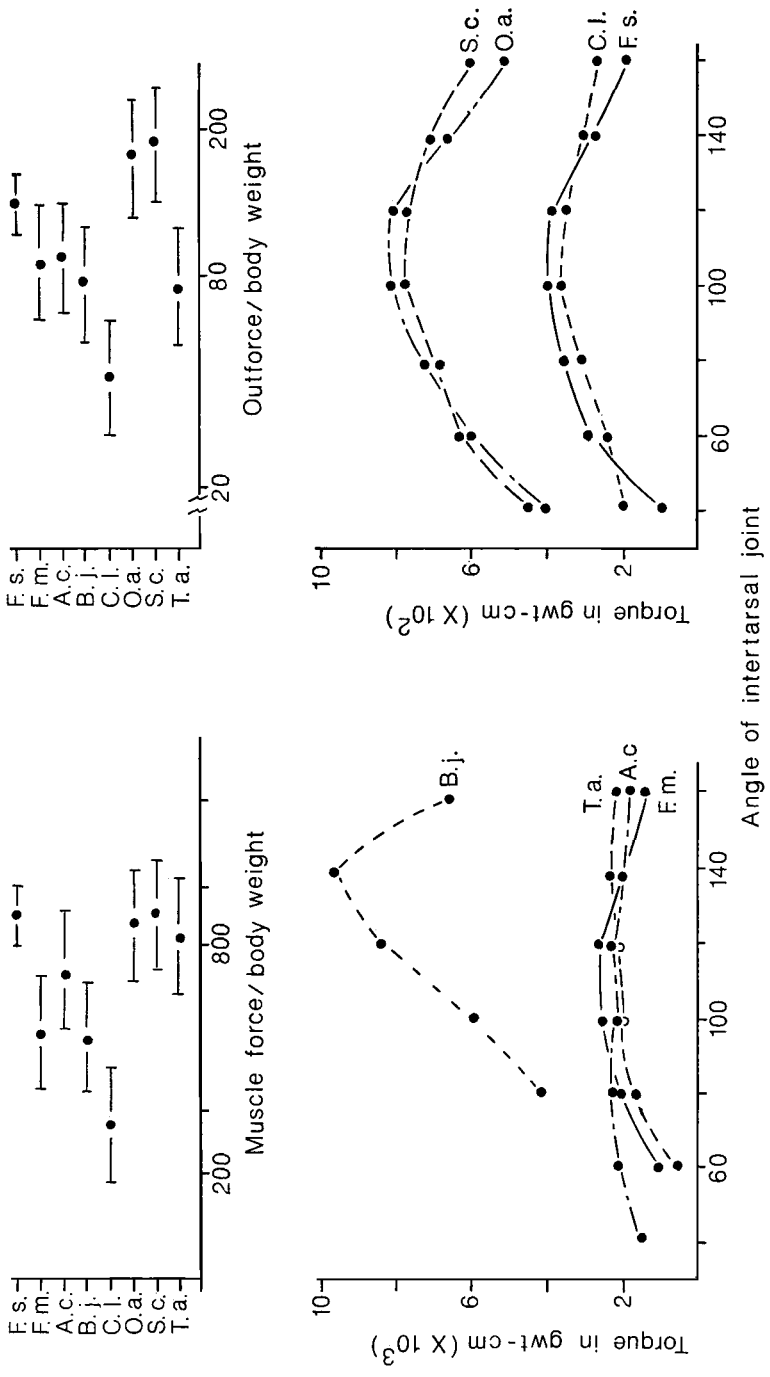 F. s.
F. m.
A. c.
B. j.
C. l.
O. a.
S. c.
T. a.
200
800
Muscle force/ body weight
F. s.
F. m.
A. c.
B. j.
C. l.
O. a.
S. c.
T. a.
20
80
200
Outforce/ body weight
10
6
2
Torque in gwt-cm (X 10³)
B. j.
T. a.
A. c
F. m.
60
100
140
10
6
2
Torque in gwt-cm (X 10²)
S. c.
O. a.
C. l.
F. s.
60
100
140
Angle of intertarsal joint